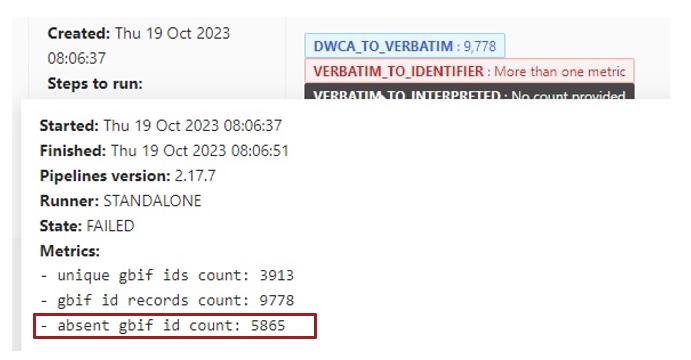 Created: Thu 19 Oct 2023
08:06:37
Steps to run:
DWCA_TO_VERBATIM : 9,778
VERBATIM_TO_IDENTIFIER : More than one metric
VERBATIM_TO_INTERPRETED : No count provided
Started: Thu 19 Oct 2023 08:06:37
Finished: Thu 19 Oct 2023 08:06:51
Pipelines version: 2.17.7
Runner: STANDALONE
State: FAILED
Metrics:
- unique gbif ids count: 3913
- gbif id records count: 9778
- absent gbif id count: 5865